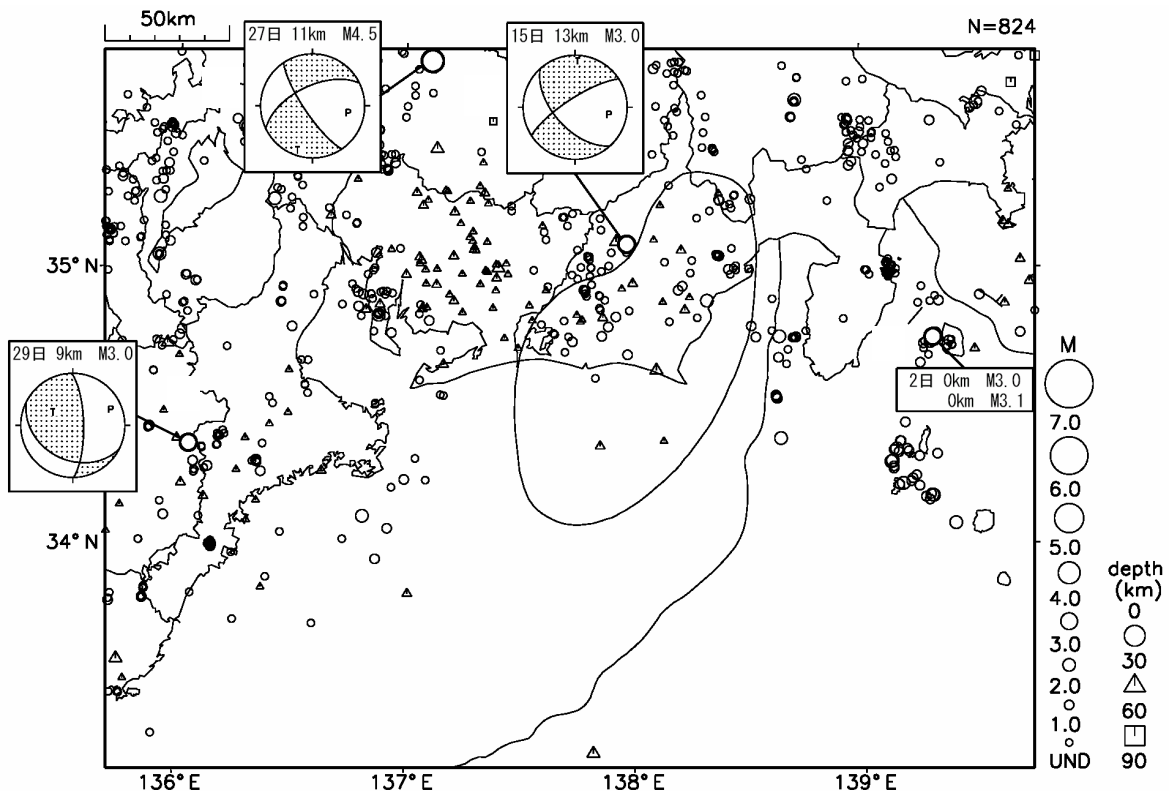 50km
N=824
27日 11km M4.5
T
P
15日 13km M3.0
T
P
35°N
29日 9km M3.0
T
P
2日 0km M3.0
0km M3.1
34°N
M
7.0
6.0
5.0
4.0
3.0
2.0
1.0
UND
depth
(km)
0
30
60
90
136°E
137°E
138°E
139°E